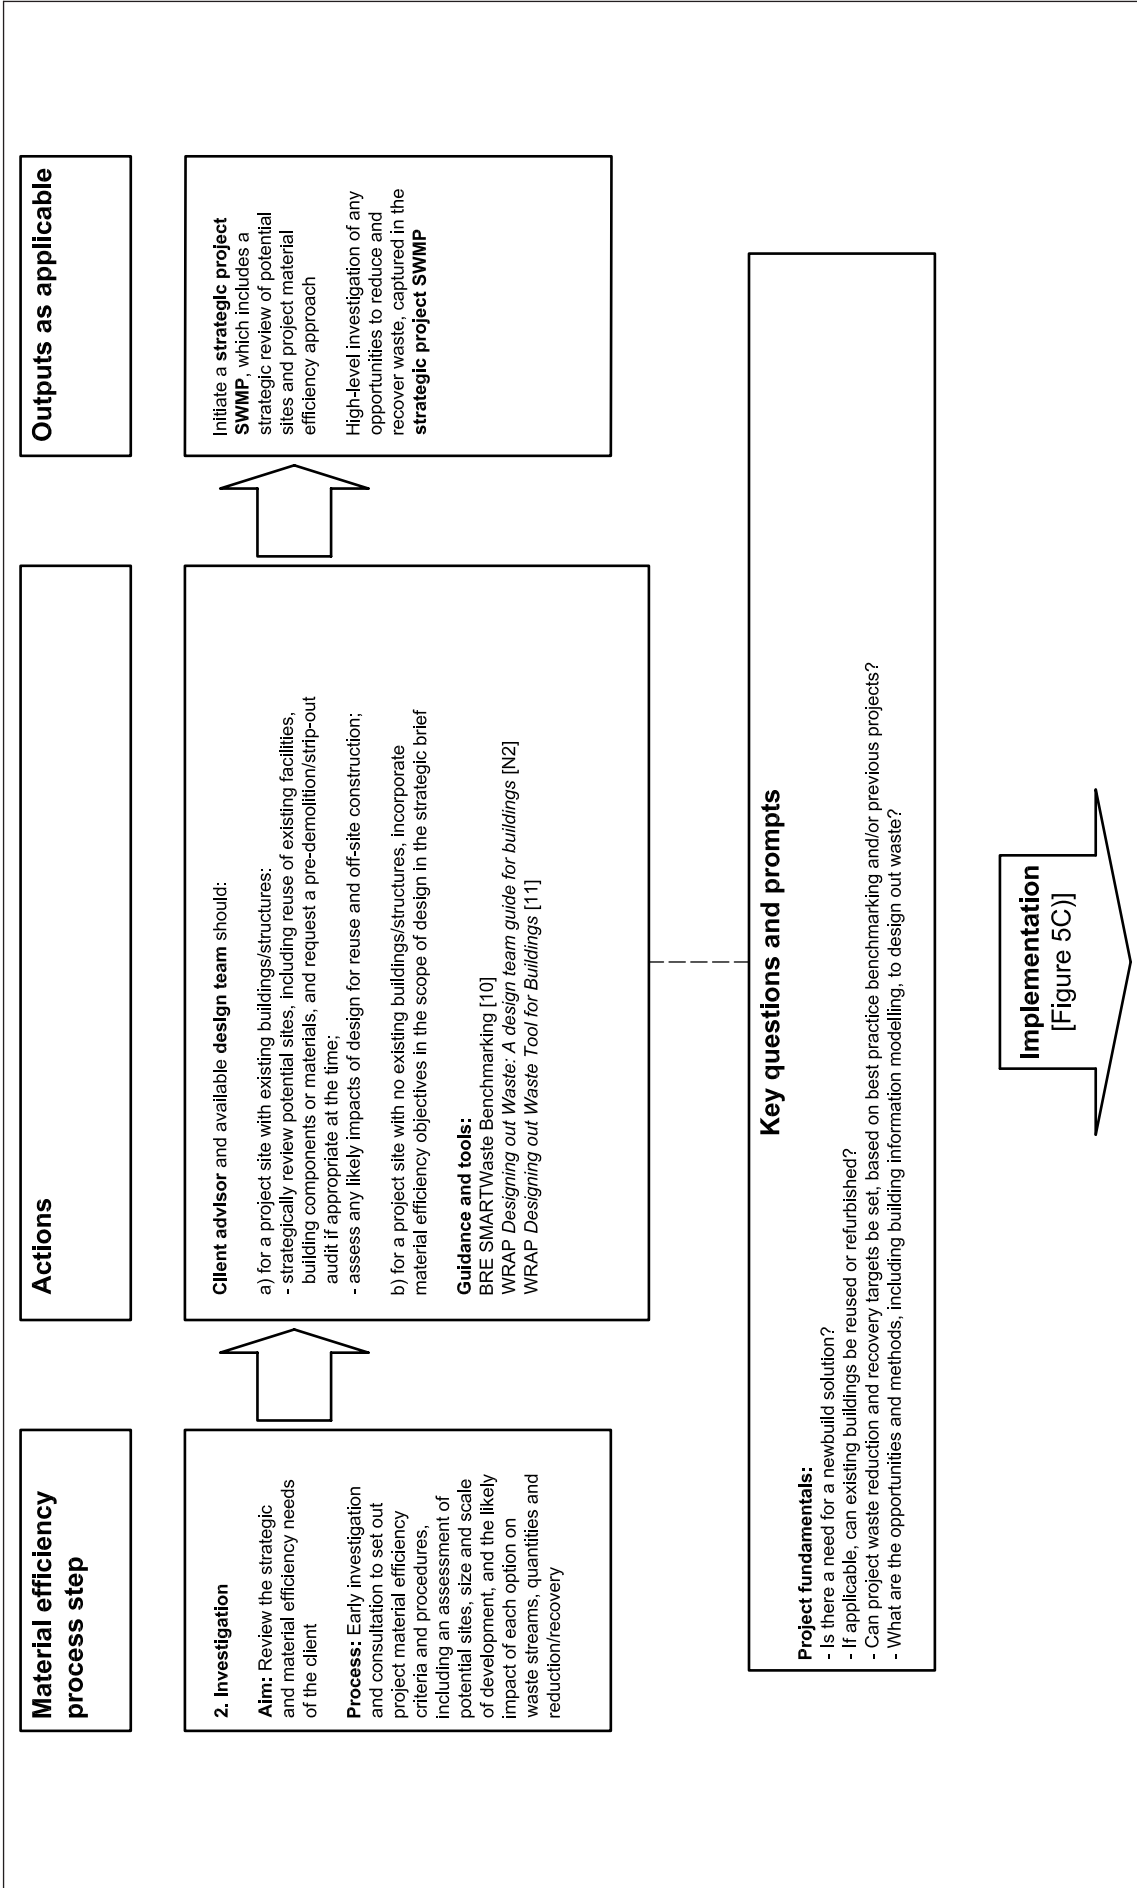 Material efficiency
process step
Actions
Outputs as applicable
2. Investigation
Aim: Review the strategic
and material efficiency needs
of the client
Process: Early investigation
and consultation to set out
project material efficiency
criteria and procedures,
including an assessment of
potential sites, size and scale
of development, and the likely
impact of each option on
waste streams, quantities and
reduction/recovery
Client advisor and available design team should:
a) for a project site with existing buildings/structures:
- strategically review potential sites, including reuse of existing facilities,
building components or materials, and request a pre-demolition/strip-out
audit if appropriate at the time;
- assess any likely impacts of design for reuse and off-site construction;
b) for a project site with no existing buildings/structures, incorporate
material efficiency objectives in the scope of design in the strategic brief
Guidance and tools:
BRE SMARTWaste Benchmarking [10]
WRAP Designing out Waste: A design team guide for buildings [N2]
WRAP Designing out Waste Tool for Buildings [11]
Initiate a strategic project
SWMP, which includes a
strategic review of potential
sites and project material
efficiency approach
High-level investigation of any
opportunities to reduce and
recover waste, captured in the
strategic project SWMP
Key questions and prompts
Project fundamentals:
- Is there a need for a newbuild solution?
- If applicable, can existing buildings be reused or refurbished?
- Can project waste reduction and recovery targets be set, based on best practice benchmarking and/or previous projects?
- What are the opportunities and methods, including building information modelling, to design out waste?
Implementation
[Figure 5C)]